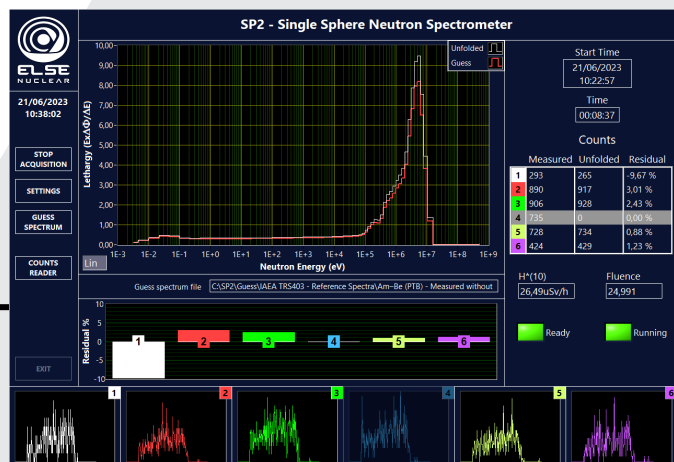 SP2 - Single Sphere Neutron Spectrometer
ELSE
NUCLEAR
21/06/2023
10:38:02
STOP
ACQUISITION
SETTINGS
GUESS
SPECTRUM
COUNTS
READER
EXIT
Lethargy (ExΔΦ/ΔE)
10,00
9,00
8,00
7,00
6,00
5,00
4,00
3,00
2,00
1,00
0,00
1E-3 1E-2 1E-1 1E+0 1E+1 1E+2 1E+3 1E+4 1E+5 1E+6 1E+7 1E+8 1E+9
Lin
Neutron Energy (eV)
Unfolded
Guess
Guess spectrum file C:\SP2\Guess\IAEA TRS403 - Reference Spectra\Am-Be (PTB) - Measured without
Residual %
10
5
0
-5
-10
1 2 3 4 5 6
Start Time
21/06/2023
10:22:57
Time
00:08:37
Counts
Measured Unfolded Residual
1 293 265 -9,67 %
2 890 917 3,01 %
3 906 928 2,43 %
4 735 0 0,00 %
5 728 734 0,88 %
6 424 429 1,23 %
H*(10) Fluence
26,49uSv/h 24,991
Ready Running
1 2 3 4 5 6